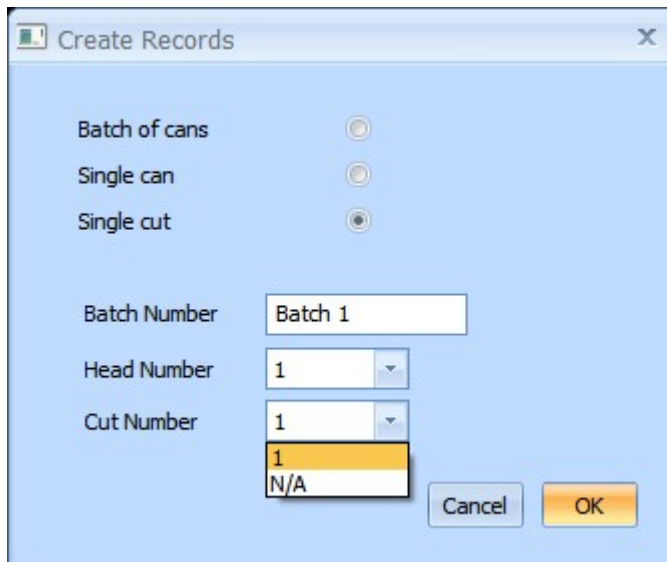 Create Records
Batch of cans
Single can
Single cut
Batch Number Batch 1
Head Number 1
Cut Number 1
1
N/A
Cancel OK